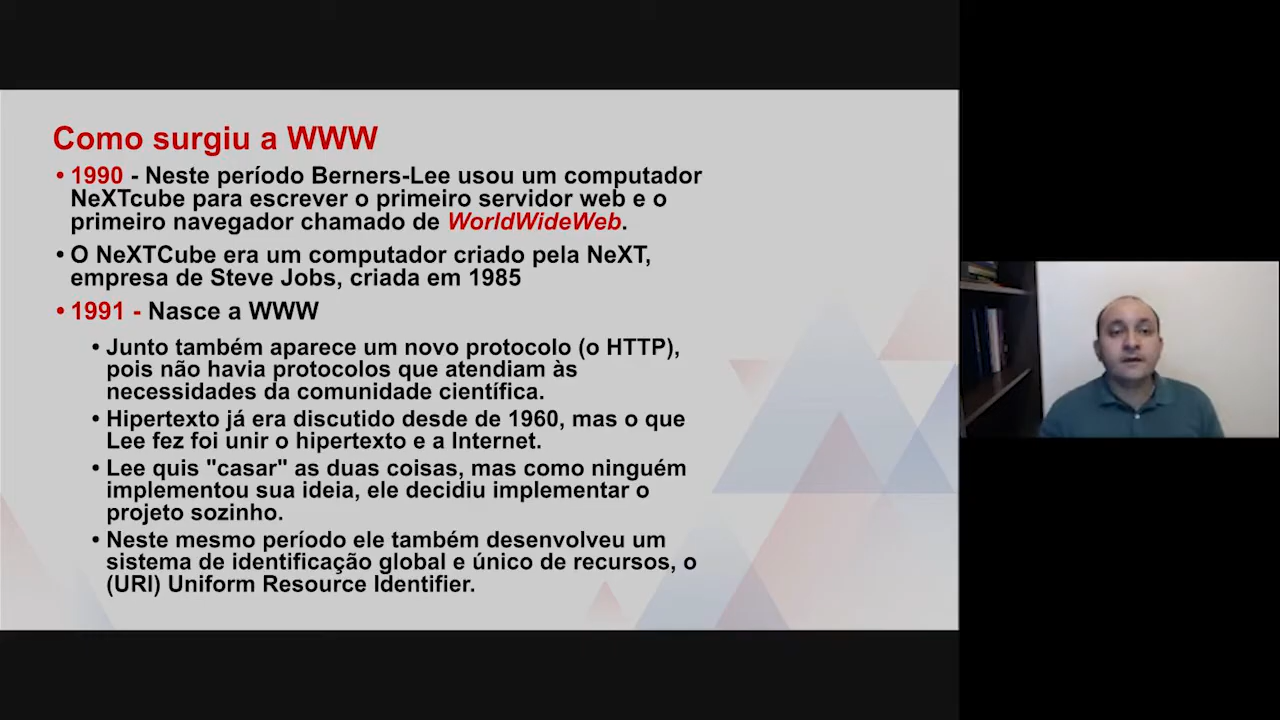 Como surgiu a WWW
• 1990 - Neste período Berners-Lee usou um computador
NeXTcube para escrever o primeiro servidor web e o
primeiro navegador chamado de WorldWideWeb.
• O NeXTCube era um computador criado pela NeXT,
empresa de Steve Jobs, criada em 1985
• 1991 - Nasce a WWW
• Junto também aparece um novo protocolo (o HTTP),
pois não havia protocolos que atendiam às
necessidades da comunidade científica.
• Hipertexto já era discutido desde de 1960, mas o que
Lee fez foi unir o hipertexto e a Internet.
• Lee quis "casar" as duas coisas, mas como ninguém
implementou sua ideia, ele decidiu implementar o
projeto sozinho.
• Neste mesmo período ele também desenvolveu um
sistema de identificação global e único de recursos, o
(URI) Uniform Resource Identifier.